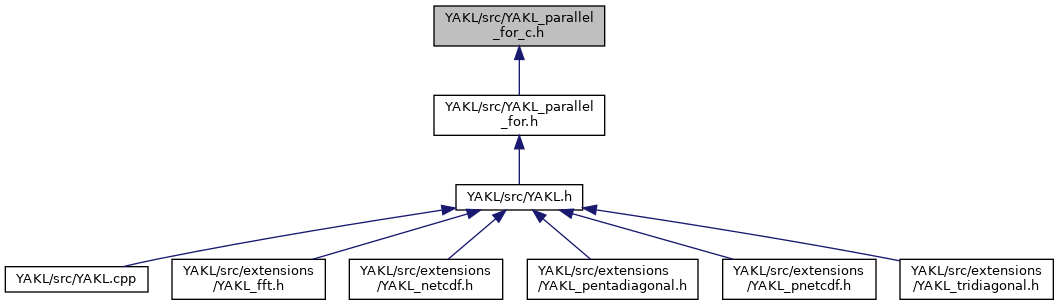 YAKL/src/YAKL_parallel
_for_c.h
YAKL/src/YAKL_parallel
_for.h
YAKL/src/YAKL.h
YAKL/src/YAKL.cpp
YAKL/src/extensions
/YAKL_fft.h
YAKL/src/extensions
/YAKL_netcdf.h
YAKL/src/extensions
/YAKL_pentadiagonal.h
YAKL/src/extensions
/YAKL_pnetcdf.h
YAKL/src/extensions
/YAKL_tridiagonal.h